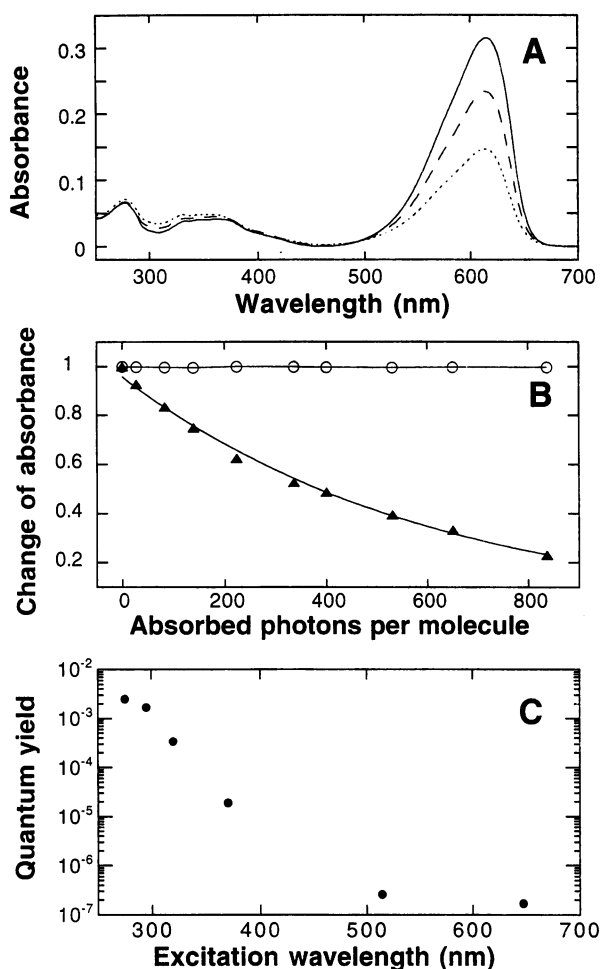 A
Absorbance
0.3
0.2
0.1
0
300 400 500 600 700
Wavelength (nm)
B
Change of absorbance
1
0.8
0.6
0.4
0.2
0 200 400 600 800
Absorbed photons per molecule
C
Quantum yield
10-2
10-3
10-4
10-5
10-6
10-7
300 400 500 600 700
Excitation wavelength (nm)